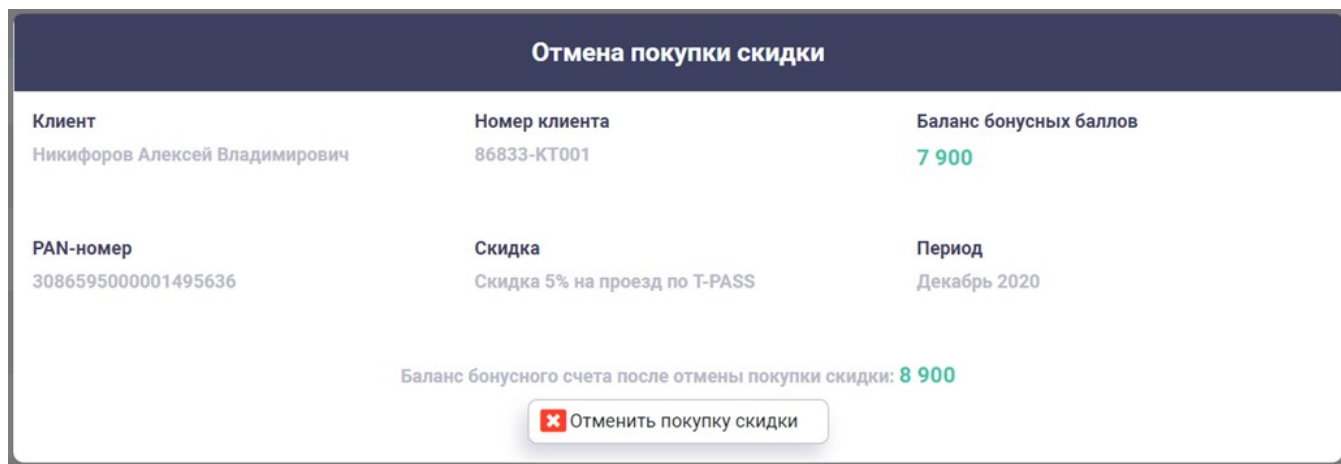 Отмена покупки скидки
Клиент
Номер клиента
Баланс бонусных баллов
Никифоров Алексей Владимирович
86833-КТ001
7 900
PAN-номер
Скидка
Период
3086595000001495636
Скидка 5% на проезд по T-PASS
Декабрь 2020
Баланс бонусного счета после отмены покупки скидки: 8 900
Отменить покупку скидки